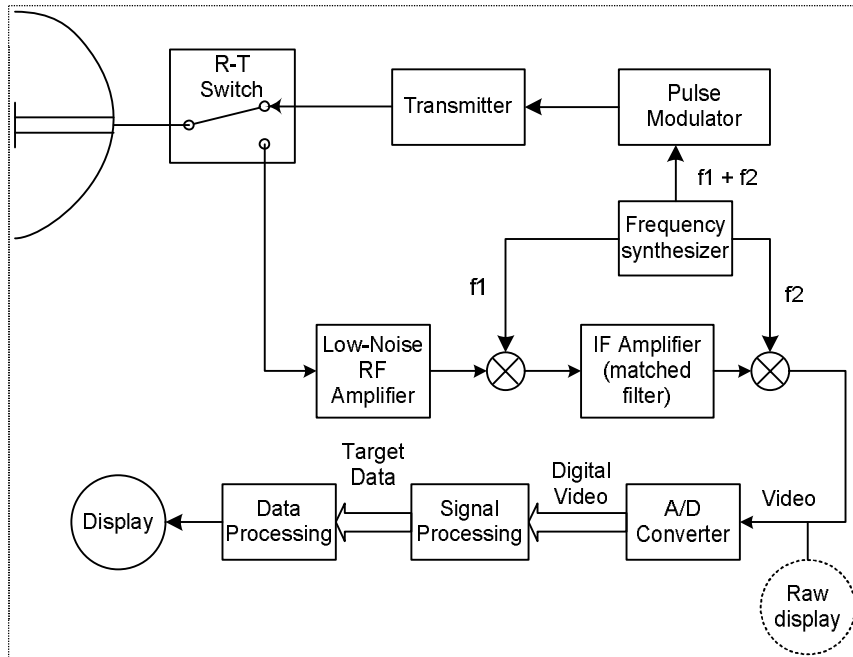 R-T
Switch
Transmitter
Pulse
Modulator
f1 + f2
Frequency
synthesizer
f1
f2
Low-Noise
RF
Amplifier
IF Amplifier
(matched
filter)
Target
Data
Digital
Video
Video
Display
Data
Processing
Signal
Processing
A/D
Converter
Raw
display